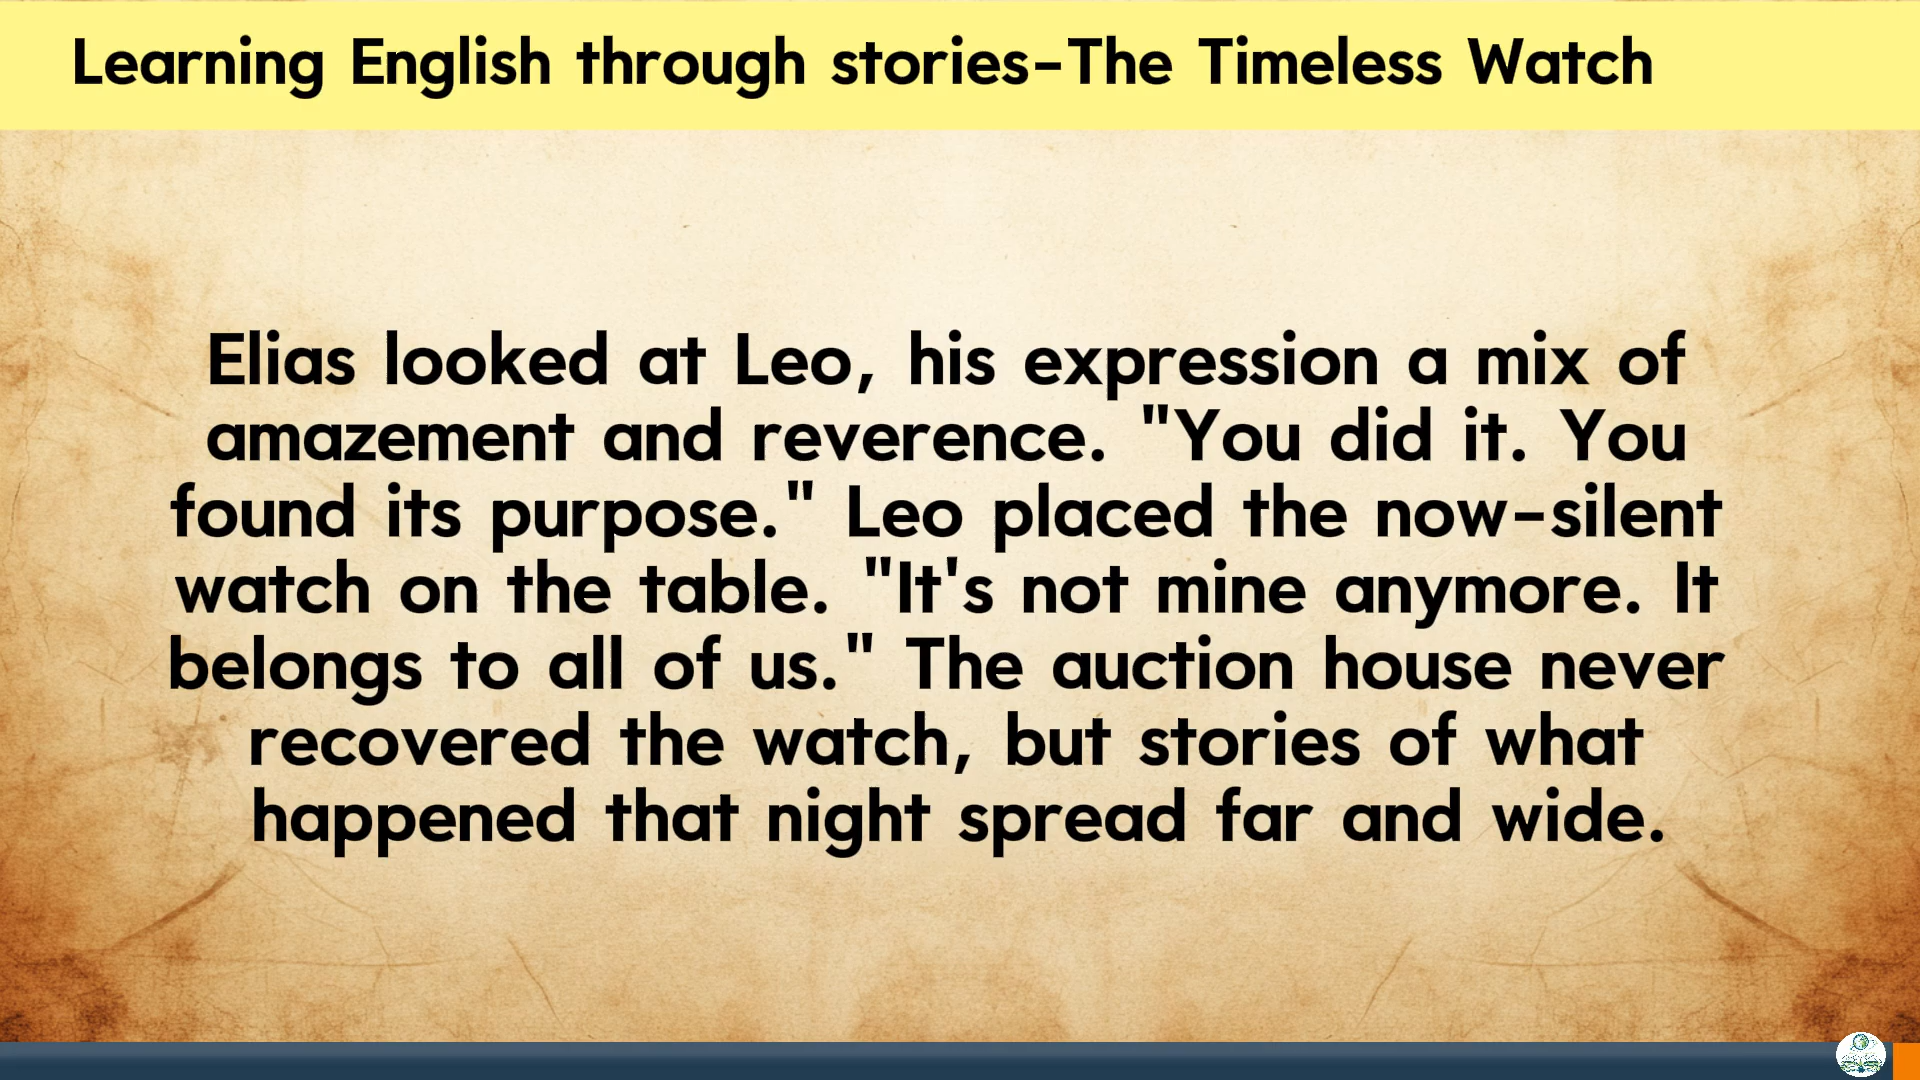 Learning English through stories-The Timeless Watch
Elias looked at Leo, his expression a mix of
amazement and reverence. "You did it. You
found its purpose." Leo placed the now-silent
watch on the table. "It's not mine anymore. It
belongs to all of us." The auction house never
recovered the watch, but stories of what
happened that night spread far and wide.